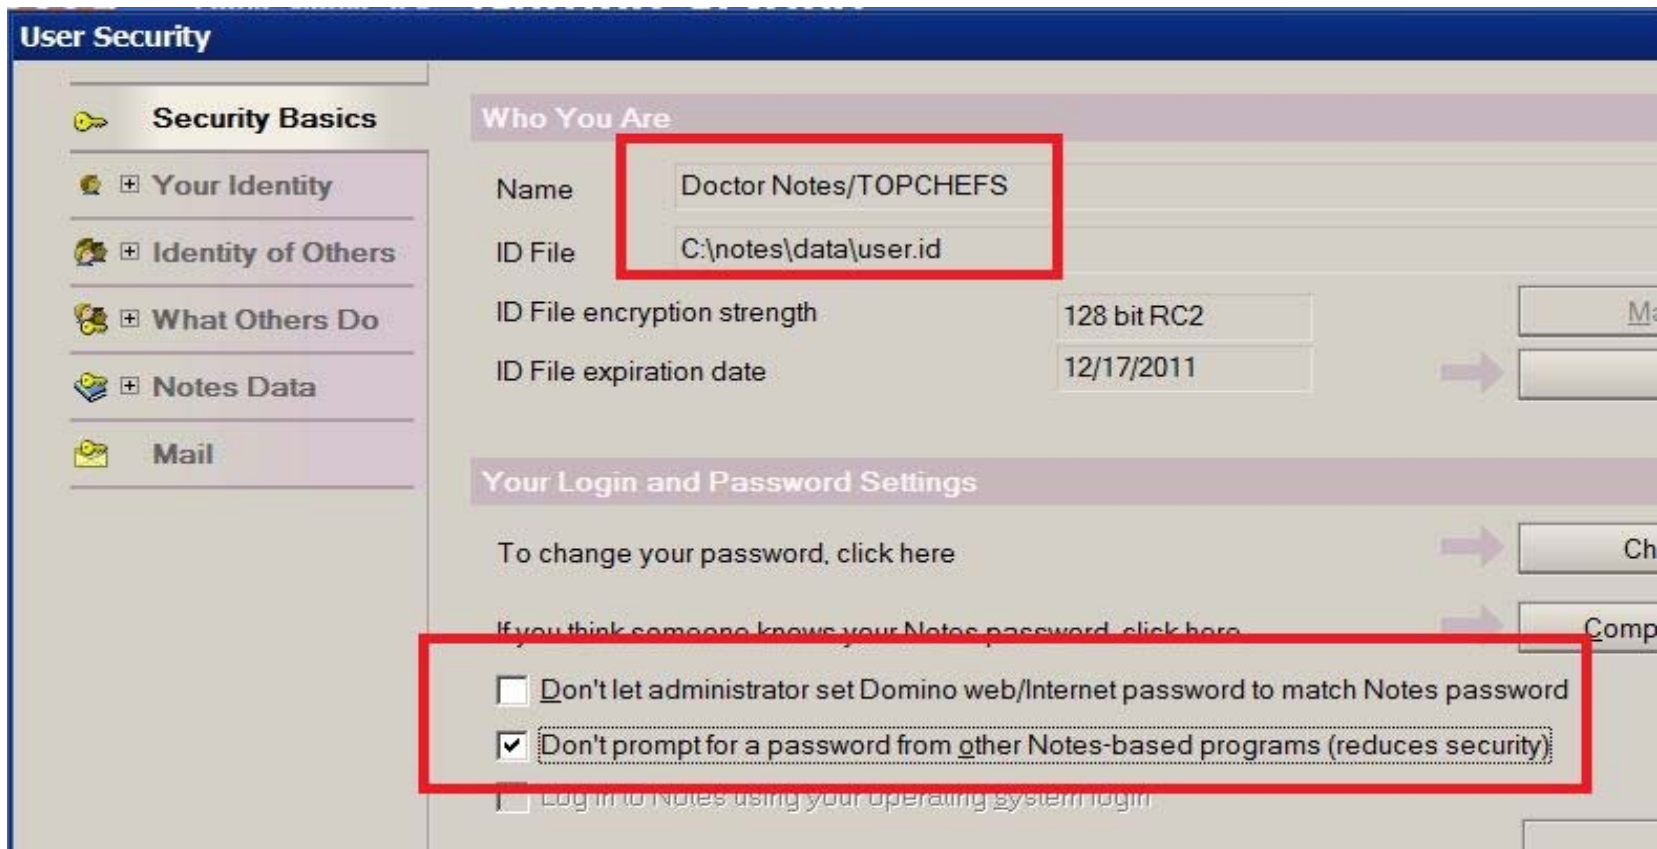 User Security
Security Basics
Your Identity
Identity of Others
What Others Do
Notes Data
Mail
Who You Are
Name Doctor Notes/TOPCHEFS
ID File C:\notes\data\user.id
ID File encryption strength 128 bit RC2
ID File expiration date 12/17/2011
Your Login and Password Settings
To change your password, click here
If you think someone knows your Notes password, click here
Don't let administrator set Domino web/Internet password to match Notes password
Don't prompt for a password from other Notes-based programs (reduces security)
Log in to Notes using your operating system login